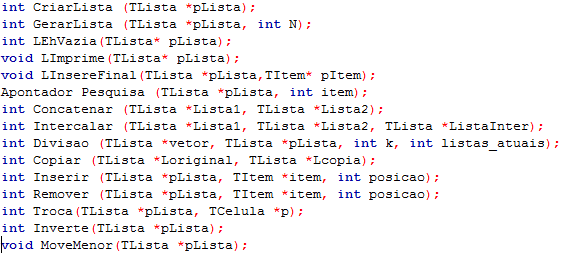 int CriarLista (TLista *pLista);
int GerarLista (TLista *pLista, int N);
int LEhVazia(TLista* pLista);
void LImprime(TLista* pLista);
void LInsereFinal(TLista *pLista,TItem* pItem);
Apontador Pesquisa (TLista *pLista, int item);
int Concatenar (TLista *Lista1, TLista *Lista2);
int Intercalar (TLista *Lista1, TLista *Lista2, TLista *ListaInter);
int Divisao (TLista *vetor, TLista *pLista, int k, int listas_atuais);
int Copiar (TLista *Loriginal, TLista *Lcopia);
int Inserir (TLista *pLista, TItem *item, int posicao);
int Remover (TLista *pLista, TItem *item, int posicao);
int Troca(TLista *pLista, TCelula *p);
int Inverte(TLista *pLista);
void MoveMenor(TLista *pLista);